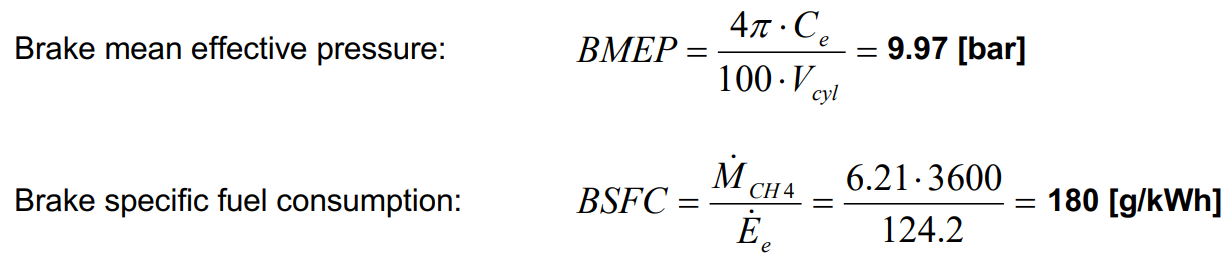 Brake mean effective pressure: BMEP = 4π · C_e / 100 · V_cyl = 9.97 [bar]
Brake specific fuel consumption: BSFC = Ṁ_CH4 / Ė_e = 6.21 · 3600 / 124.2 = 180 [g/kWh]